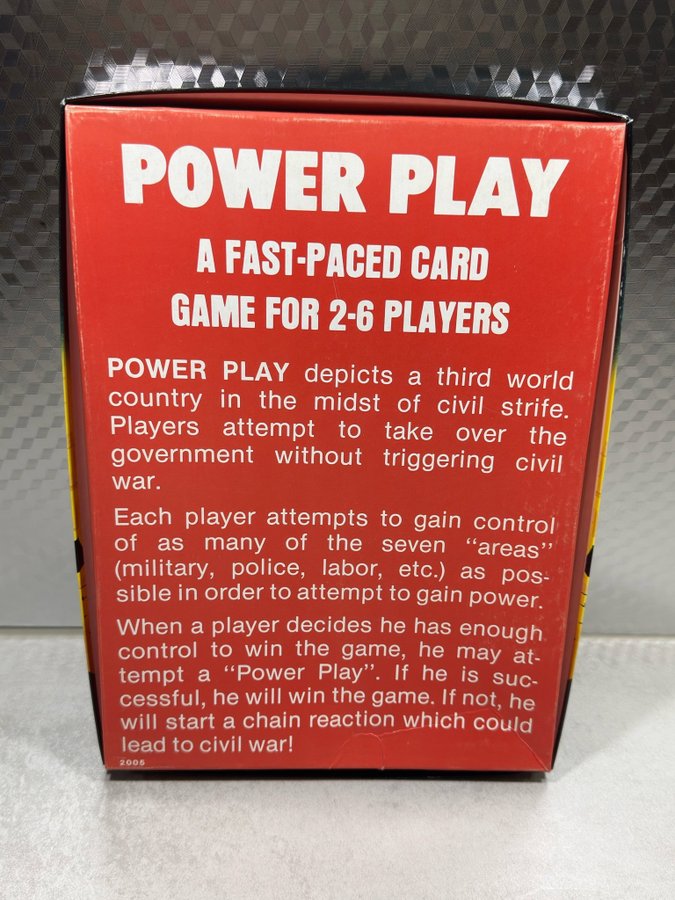 POWER PLAY
A FAST-PACED CARD
GAME FOR 2-6 PLAYERS
POWER PLAY depicts a third world
country in the midst of civil strife.
Players attempt to take over the
government without triggering civil
war.
Each player attempts to gain control
of as many of the seven “areas”
(military, police, labor, etc.) as pos-
sible in order to attempt to gain power.
When a player decides he has enough
control to win the game, he may at-
tempt a “Power Play”. If he is suc-
cessful, he will win the game. If not, he
will start a chain reaction which could
lead to civil war!
2005